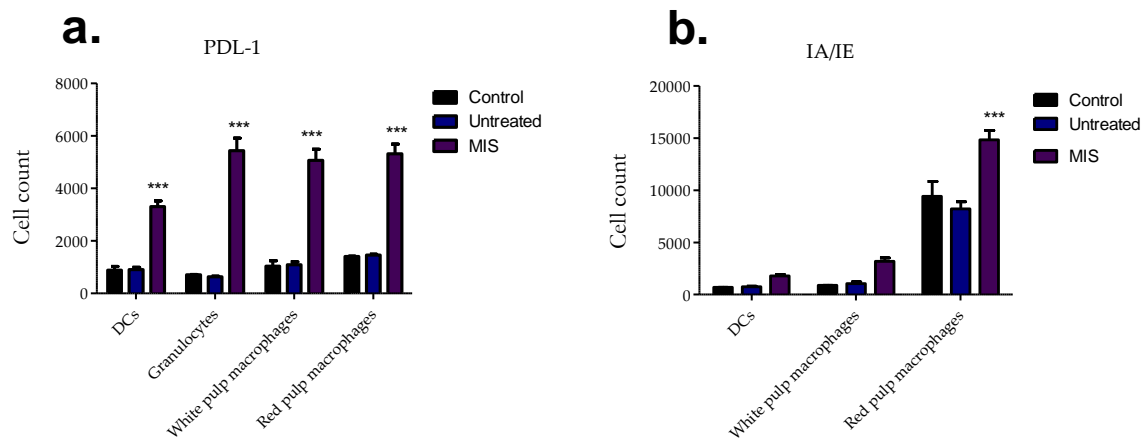 a.
PDL-1
8000
6000
4000
2000
0
Cell count
***
***
***
***
DCs
Granulocytes
White pulp macrophages
Red pulp macrophages
Control
Untreated
MIS
b.
IA/IE
20000
15000
10000
5000
0
Cell count
***
DCs
White pulp macrophages
Red pulp macrophages
Control
Untreated
MIS